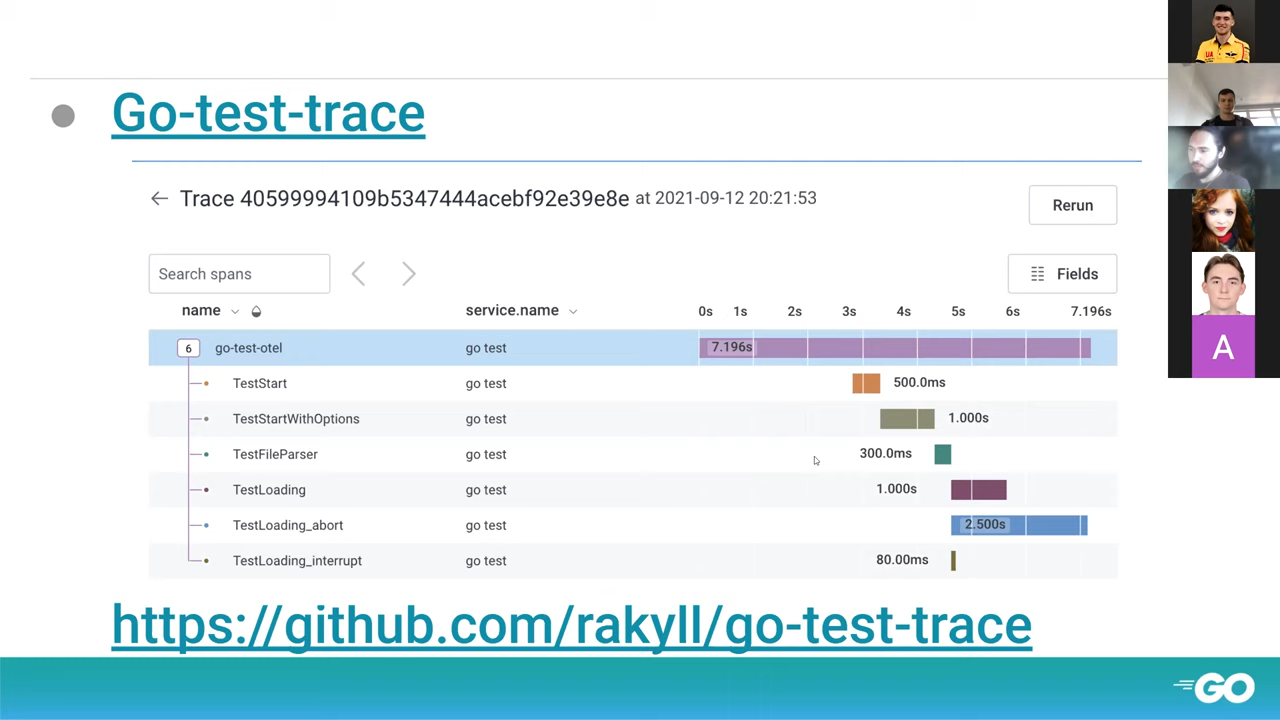 Go-test-trace
Trace 40599994109b5347444acebf92e39e8e at 2021-09-12 20:21:53
Rerun
Search spans
Fields
name service.name 0s 1s 2s 3s 4s 5s 6s 7.196s
6 go-test-otel go test 7.196s
TestStart go test 500.0ms
TestStartWithOptions go test 1.000s
TestFileParser go test 300.0ms
TestLoading go test 1.000s
TestLoading_abort go test 2.500s
TestLoading_interrupt go test 80.00ms
https://github.com/rakyll/go-test-trace
GO
UA
A